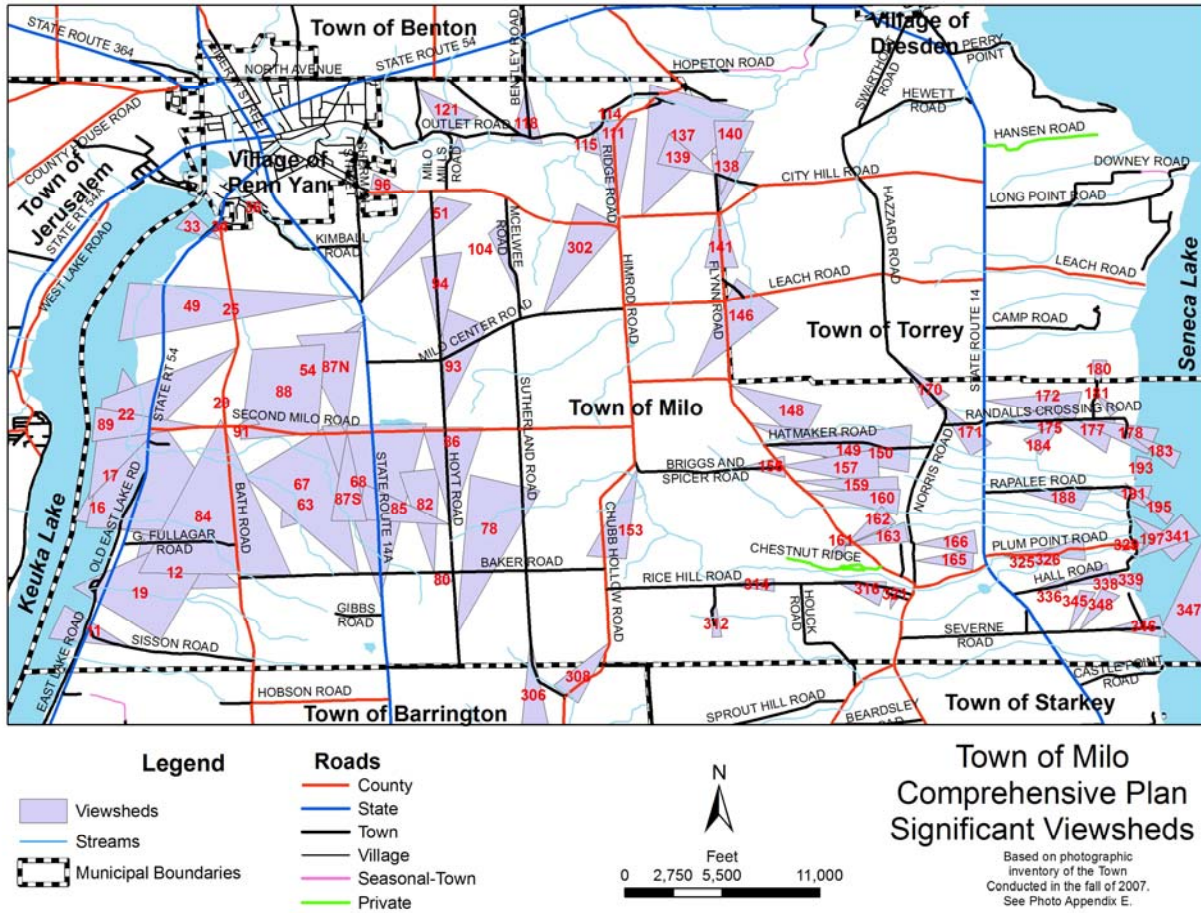 Town of Benton
Village of
Dresden
STATE ROUTE 364
STATE ROUTE 54
BENTLEY ROAD
PERRY
POINT
HOPETON ROAD
SWARTHOUT
ROAD
NORTH AVENUE
LIBERTY STREET
HEWETT
ROAD
COUNTY HOUSE ROAD
121
OUTLET ROAD
118
114
111
115
RIDGE ROAD
137
139
140
138
HANSEN ROAD
Town of
Jerusalem
Village of
Penn Yan
MILO
MILLS
ROAD
96
CITY HILL ROAD
DOWNEY ROAD
LONG POINT ROAD
STATE RT 54A
WEST LAKE ROAD
33
KIMBALL
ROAD
51
104
MCELWEE
ROAD
302
HIMROD ROAD
141
FLYNN ROAD
HAZZARD ROAD
STATE ROUTE 14
LEACH ROAD
LEACH ROAD
Seneca Lake
49
25
94
MILO CENTER ROAD
146
CAMP ROAD
Town of Torrey
STATE RT 54
54
87N
88
93
180
170
172
181
22
29
89
SECOND MILO ROAD
91
Town of Milo
SUTHERLAND ROAD
148
RANDALLS CROSSING ROAD
86
HATMAKER ROAD
171
175
177
178
184
183
149
150
17
67
68
HOYT ROAD
BRIGGS AND
SPICER ROAD
157
NORRIS ROAD
193
16
OLD EAST LAKE RD
63
87S
STATE ROUTE 14A
85
82
78
159
160
RAPALEE ROAD
188
191
195
84
BATH ROAD
153
162
163
161
G. FULLAGAR
ROAD
CHUBB HOLLOW ROAD
166
165
PLUM POINT ROAD
197
341
12
BAKER ROAD
CHESTNUT RIDGE
325
326
HALL ROAD
Keuka Lake
19
80
RICE HILL ROAD
314
316
336
338
339
345
348
347
GIBBS
ROAD
312
HOUCK
ROAD
SEVERNE
ROAD
EAST LAKE ROAD
SISSON ROAD
308
306
CASTLE POINT
ROAD
HOBSON ROAD
Town of Barrington
SPROUT HILL ROAD
BEARDSLEY
Town of Starkey
Legend
Viewsheds
Streams
Municipal Boundaries
Roads
County
State
Town
Village
Seasonal-Town
Private
N
Feet
0 2,750 5,500 11,000
Town of Milo
Comprehensive Plan
Significant Viewsheds
Based on photographic
inventory of the Town
Conducted in the fall of 2007.
See Photo Appendix E.